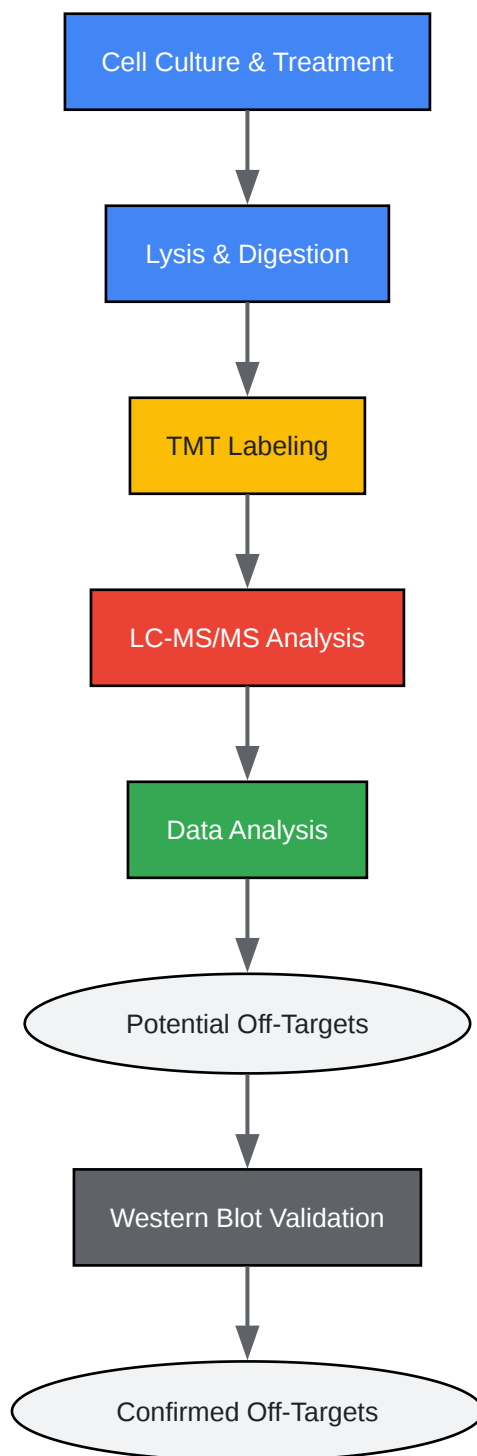 Cell Culture & Treatment
Lysis & Digestion
TMT Labeling
LC-MS/MS Analysis
Data Analysis
Potential Off-Targets
Western Blot Validation
Confirmed Off-Targets